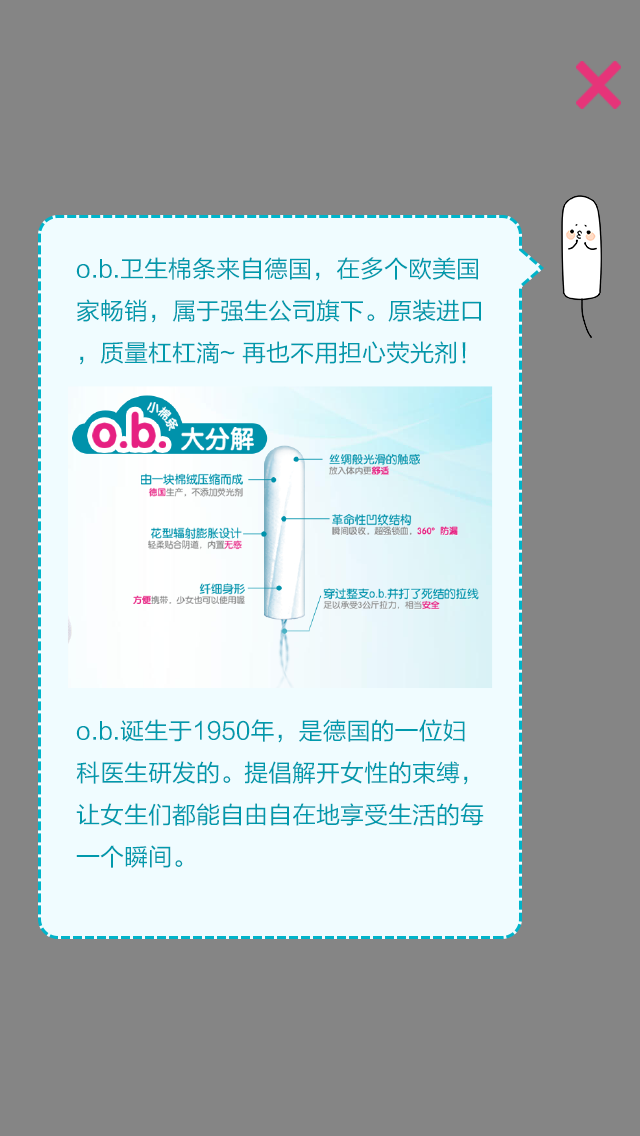 o.b.卫生棉条来自德国，在多个欧美国
家畅销，属于强生公司旗下。原装进口
，质量杠杠滴~ 再也不用担心荧光剂！
小棉条
o.b. 大分解
丝绸般光滑的触感
放入体内更舒适
由一块棉绒压缩而成
德国生产，不添加荧光剂
革命性凹纹结构
瞬间吸收，超强锁血，360° 防漏
花型辐射膨胀设计
轻柔贴合阴道，内置无感
纤细身形
方便携带，少女也可以使用喔
穿过整支o.b.并打了死结的拉线
足以承受3公斤拉力，相当安全
o.b.诞生于1950年，是德国的一位妇
科医生研发的。提倡解开女性的束缚，
让女生们都能自由自在地享受生活的每
一个瞬间。